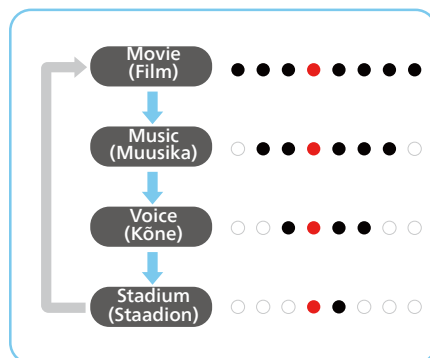 Movie
(Film)
Music
(Muusika)
Voice
(Kõne)
Stadium
(Staadion)